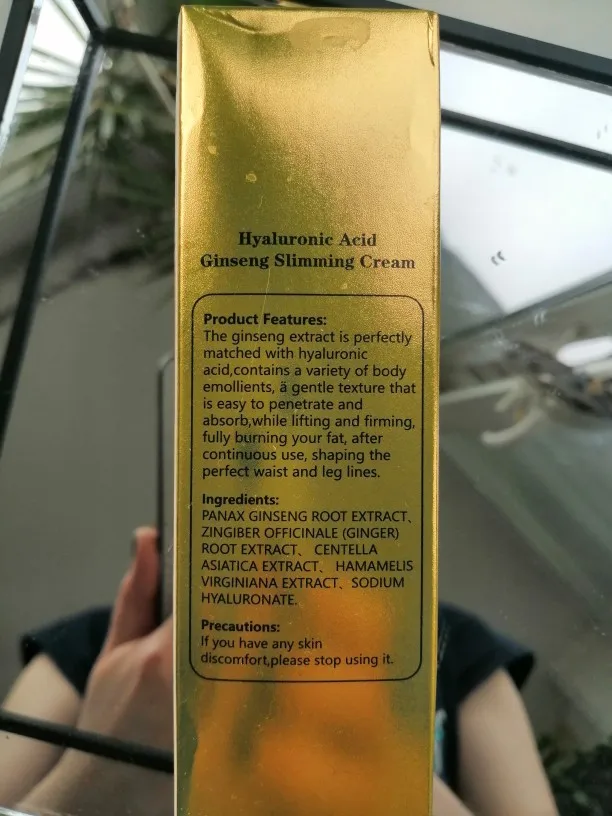 Hyaluronic Acid
Ginseng Slimming Cream
Product Features:
The ginseng extract is perfectly
matched with hyaluronic
acid,contains a variety of body
emollients, ä gentle texture that
is easy to penetrate and
absorb,while lifting and firming,
fully burning your fat, after
continuous use, shaping the
perfect waist and leg lines.
Ingredients:
PANAX GINSENG ROOT EXTRACT、
ZINGIBER OFFICINALE (GINGER)
ROOT EXTRACT、 CENTELLA
ASIATICA EXTRACT、 HAMAMELIS
VIRGINIANA EXTRACT、SODIUM
HYALURONATE.
Precautions:
If you have any skin
discomfort,please stop using it.